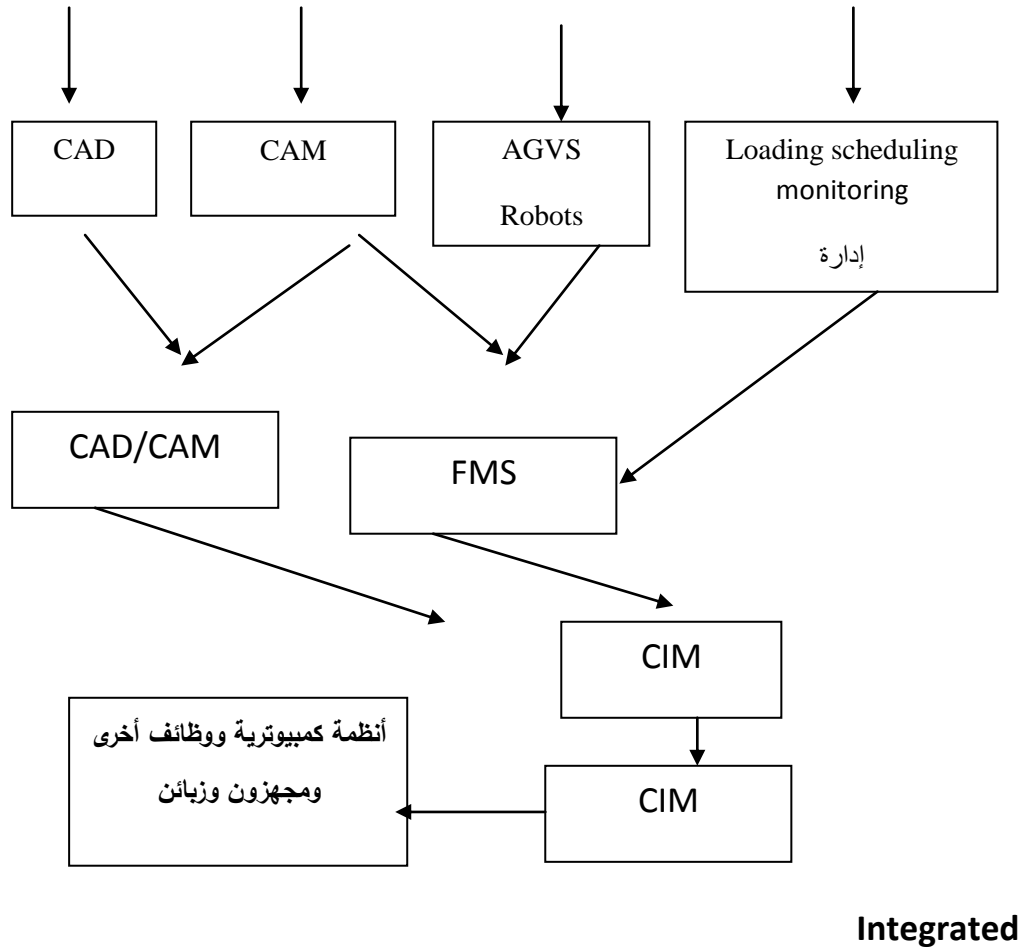 CAD
CAM
AGVS
Robots
Loading scheduling
monitoring
إدارة
CAD/CAM
FMS
CIM
أنظمة كمبيوترية ووظائف أخرى
ومجهزون وزبائن
CIM
Integrated